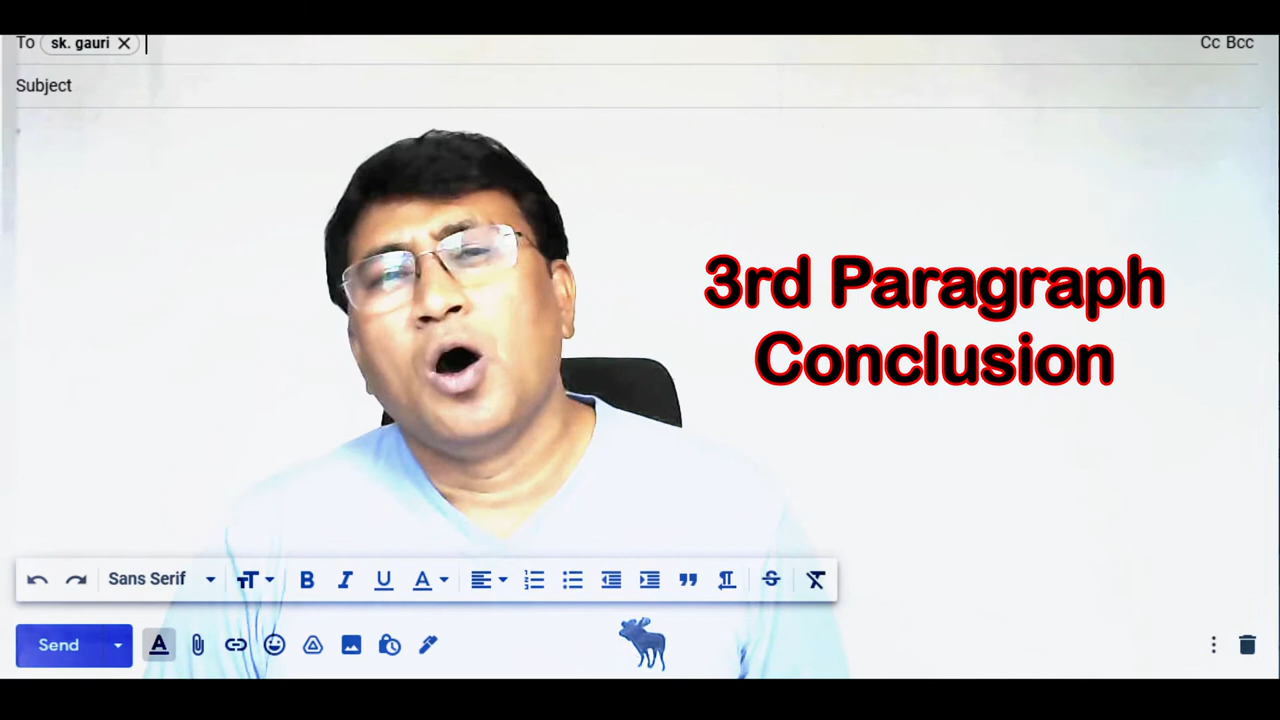 To sk. gauri
Cc Bcc
Subject
3rd Paragraph
Conclusion
Sans Serif
Send